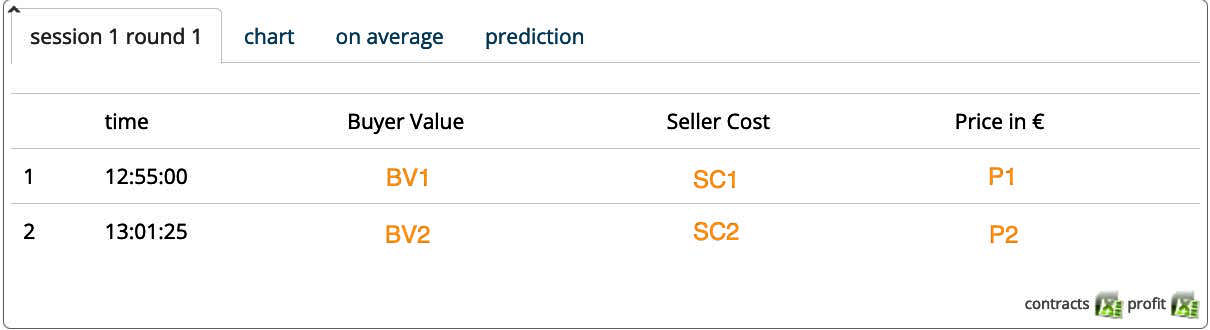 session 1 round 1 chart on average prediction
time Buyer Value Seller Cost Price in €
1 12:55:00 BV1 SC1 P1
2 13:01:25 BV2 SC2 P2
contracts profit